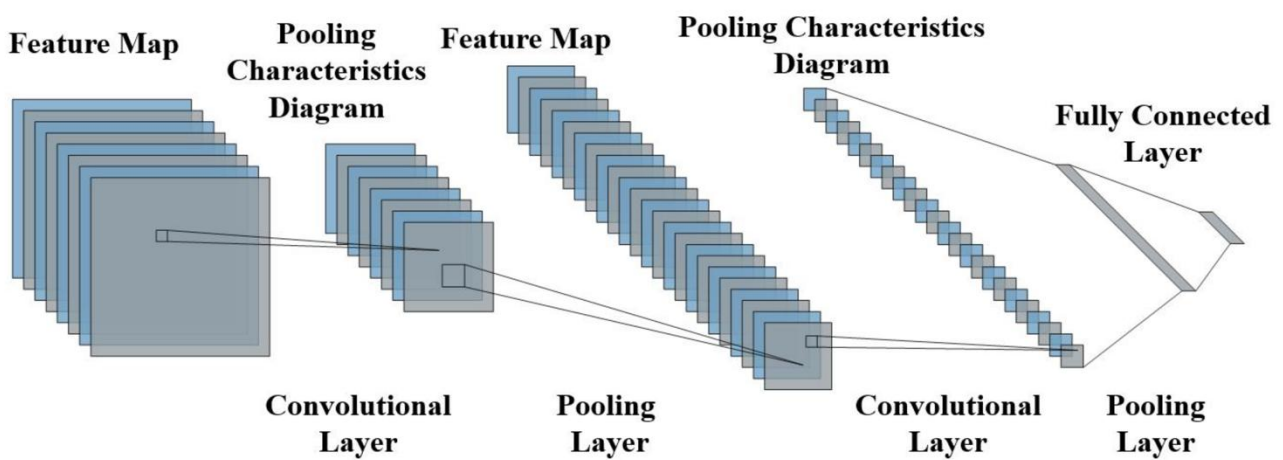 Feature Map
Pooling
Characteristics
Diagram
Feature Map
Pooling Characteristics
Diagram
Fully Connected
Layer
Convolutional
Layer
Pooling
Layer
Convolutional
Layer
Pooling
Layer